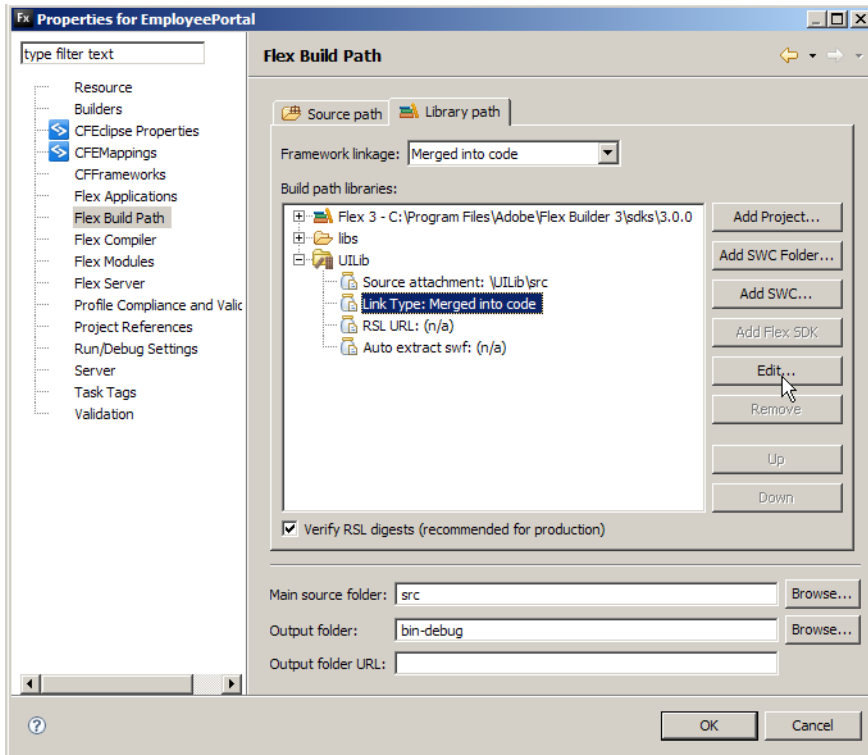 Fx Properties for EmployeePortal
type filter text
Resource
Builders
CFEclipse Properties
CFEMappings
CFFrameworks
Flex Applications
Flex Build Path
Flex Compiler
Flex Modules
Flex Server
Profile Compliance and Valic
Project References
Run/Debug Settings
Server
Task Tags
Validation
Flex Build Path
Source path
Library path
Framework linkage: Merged into code
Build path libraries:
Flex 3 - C:\Program Files\Adobe\Flex Builder 3\sdks\3.0.0
libs
UILib
Source attachment: \UILib\src
Link Type: Merged into code
RSL URL: (n/a)
Auto extract swf: (n/a)
Add Project...
Add SWC Folder...
Add SWC...
Add Flex SDK
Edit...
Remove
Up
Down
Verify RSL digests (recommended for production)
Main source folder: src Browse...
Output folder: bin-debug Browse...
Output folder URL:
? OK Cancel